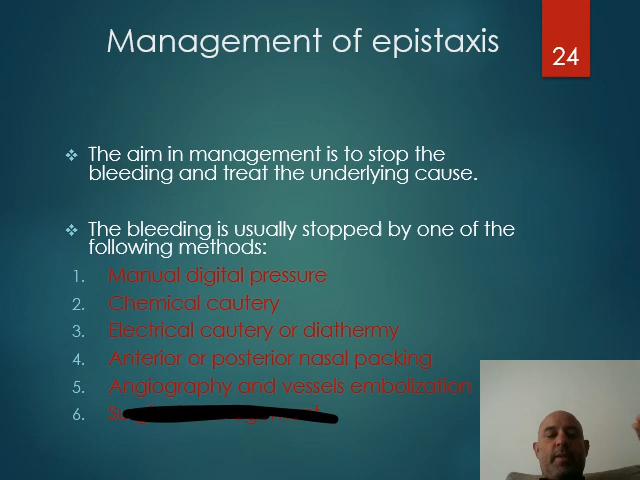 Management of epistaxis
24
❖ The aim in management is to stop the
bleeding and treat the underlying cause.
❖ The bleeding is usually stopped by one of the
following methods:
1. Manual digital pressure
2. Chemical cautery
3. Electrical cautery or diathermy
4. Anterior or posterior nasal packing
5. Angiography and vessels embolization
6.